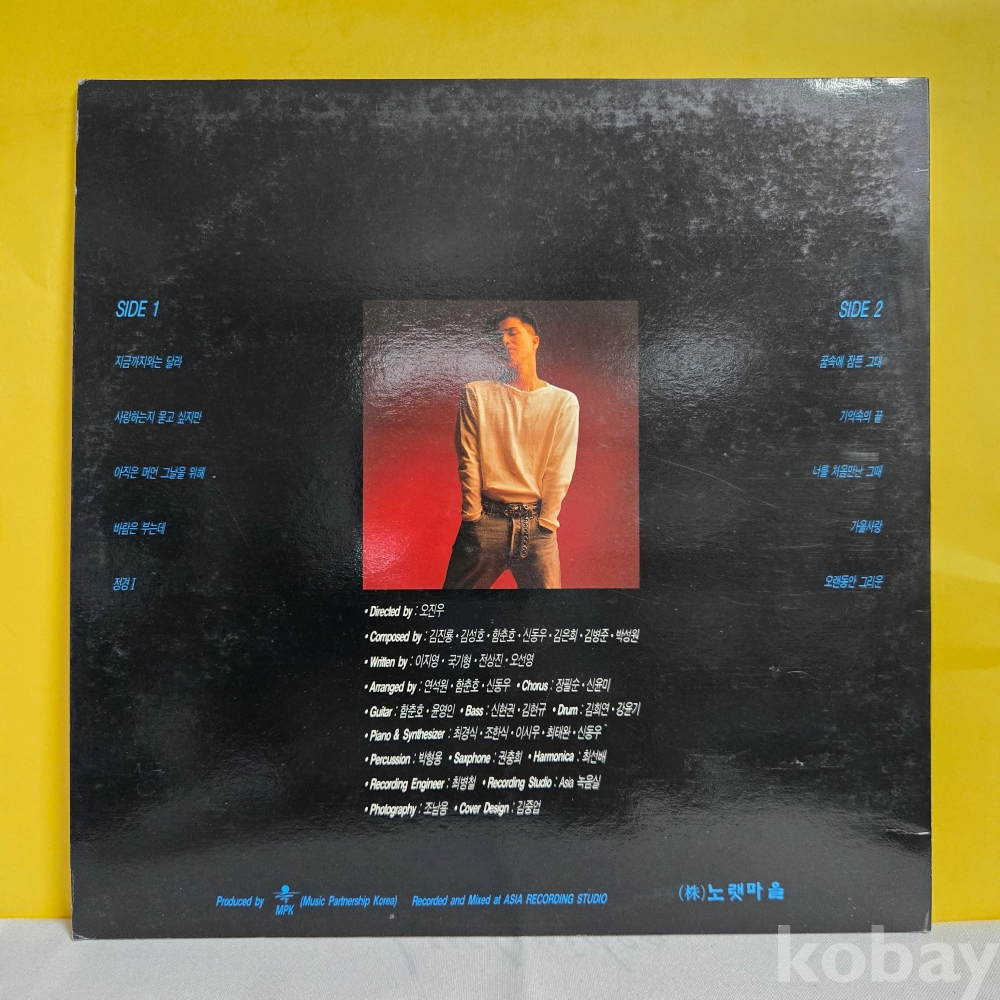 SIDE 1
지금까지와는 달리
사랑하는지 묻고 싶지만
아직은 머먼 그날을 위해
바람은 부는데
정경 I
SIDE 2
꿈속에 잠든 그대
기억속의 끝
너를 처음만난 그때
가을사랑
오랜동안 그리운
• Directed by : 오진우
• Composed by : 김진룡 • 김성호 • 함춘호 • 신동우 • 김은희 • 김병준 • 박성원
• Written by : 이지영 • 국기형 • 전상진 • 오선영
• Arranged by : 연석원 • 함춘호 • 신동우 • Chorus : 장필순 • 신윤미
• Guitar : 함춘호 • 윤영인 • Bass : 신현권 • 김현규 • Drum : 김희연 • 강윤기
• Piano & Synthesizer : 최경식 • 조한식 • 이시우 • 최태완 • 신동우
• Percussion : 박형웅 • Saxphone : 권충희 • Harmonica : 최선배
• Recording Engineer : 최병철 • Recording Studio : Asia 녹음실
• Photography : 조남용 • Cover Design : 김중업
Produced by MPK (Music Partnership Korea) Recorded and Mixed at ASIA RECORDING STUDIO
(株)노랫마을
kobay